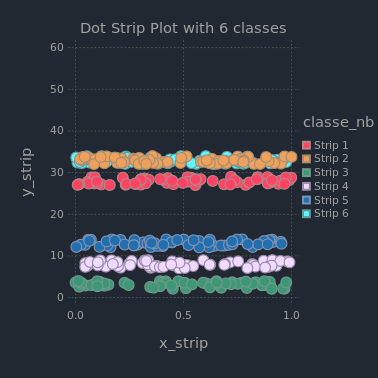 Dot Strip Plot with 6 classes
60
50
40
30
20
10
0
0.0
0.5
1.0
x_strip
y_strip
classe_nb
Strip 1
Strip 2
Strip 3
Strip 4
Strip 5
Strip 6